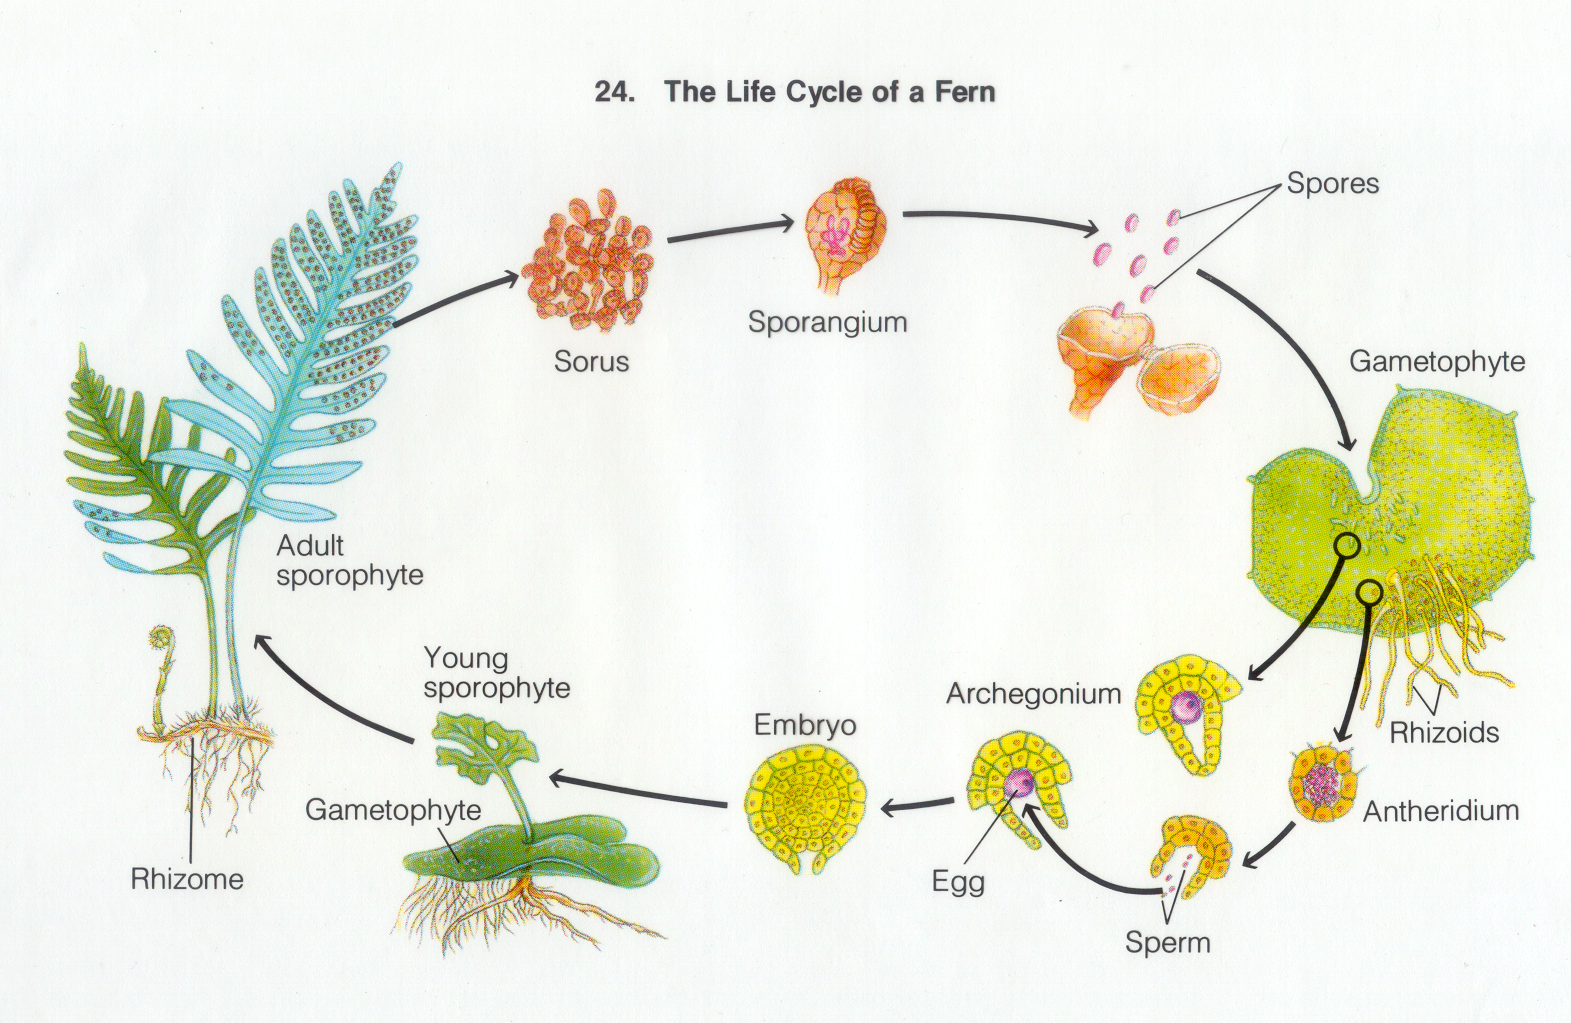 24. The Life Cycle of a Fern
Spores
Sporangium
Sorus
Gametophyte
Adult
sporophyte
Young
sporophyte
Archegonium
Embryo
Rhizoids
Gametophyte
Antheridium
Rhizome
Egg
Sperm